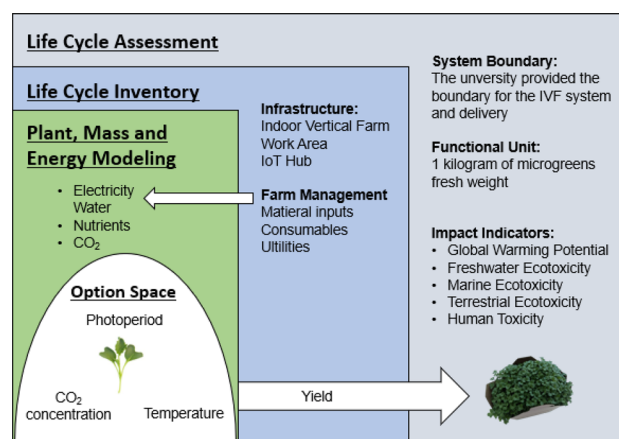 Life Cycle Assessment
Life Cycle Inventory
Plant, Mass and
Energy Modeling
• Electricity
Water
• Nutrients
• CO₂
Option Space
Photoperiod
CO₂
concentration
Temperature
Infrastructure:
Indoor Vertical Farm
Work Area
IoT Hub
Farm Management
Matieral inputs
Consumables
Ultilities
Yield
System Boundary:
The unversity provided the
boundary for the IVF system
and delivery
Functional Unit:
1 kilogram of microgreens
fresh weight
Impact Indicators:
• Global Warming Potential
• Freshwater Ecotoxicity
• Marine Ecotoxicity
• Terrestrial Ecotoxicity
• Human Toxicity